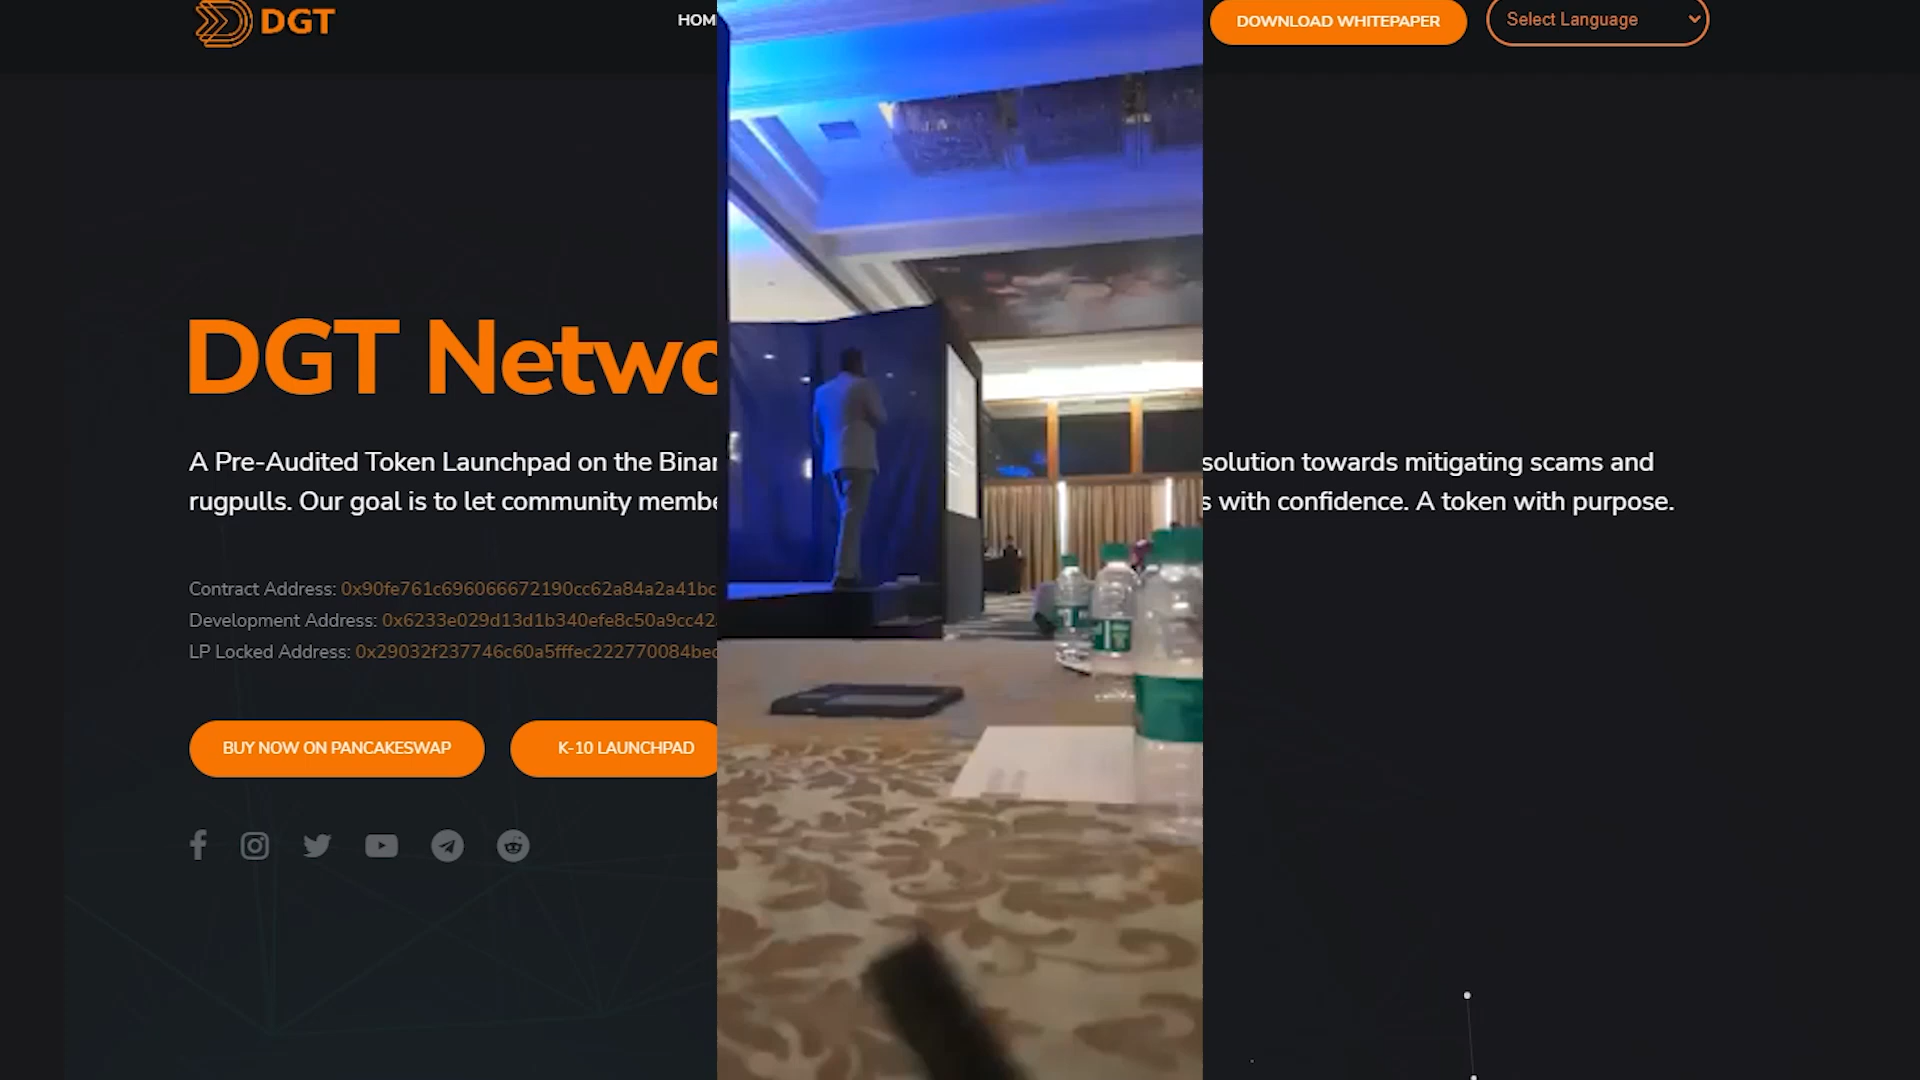 DGT
HOM
DOWNLOAD WHITEPAPER
Select Language
DGT Netwo
A Pre-Audited Token Launchpad on the Binar
solution towards mitigating scams and
rugpulls. Our goal is to let community membe
s with confidence. A token with purpose.
Contract Address: 0x90fe761c696066672190cc62a84a2a41bc
Development Address: 0x6233e029d13d1b340efe8c50a9cc42
LP Locked Address: 0x29032f237746c60a5fffec222770084bec
BUY NOW ON PANCAKESWAP
K-10 LAUNCHPAD